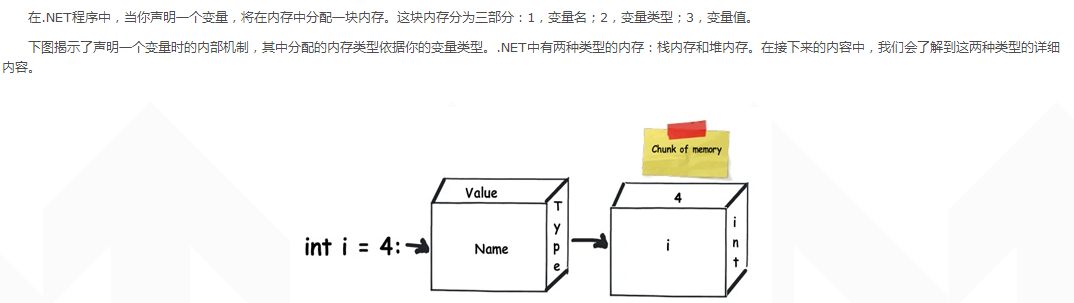 在.NET程序中，当你声明一个变量，将在内存中分配一块内存。这块内存分为三部分：1，变量名；2，变量类型；3，变量值。
下图揭示了声明一个变量时的内部机制，其中分配的内存类型依据你的变量类型。.NET中有两种类型的内存：栈内存和堆内存。在接下来的内容中，我们会了解到这两种类型的详细
内容。
Chunk of memory
Value
4
Type
int
int i = 4:
Name
i